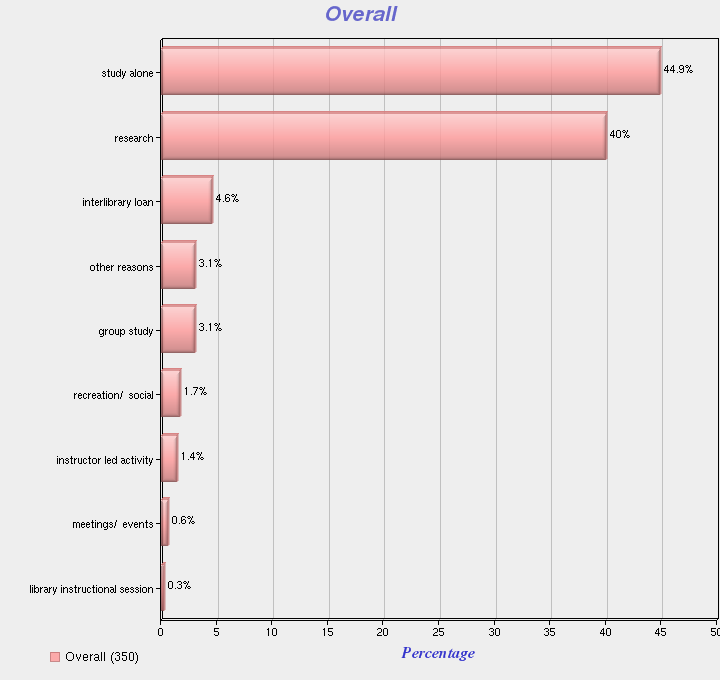 Overall
study alone 44.9%
research 40%
interlibrary loan 4.6%
other reasons 3.1%
group study 3.1%
recreation/ social 1.7%
instructor led activity 1.4%
meetings/ events 0.6%
library instructional session 0.3%
0 5 10 15 20 25 30 35 40 45 50
Percentage
Overall (350)